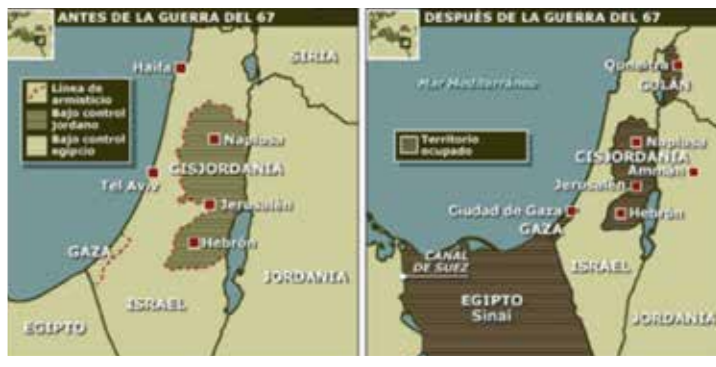 ANTES DE LA GUERRA DEL 67
Haifa
SIRIA
Línea de
armisticio
Bajo control
jordano
Bajo control
egipcio
Naplusa
CISJORDANIA
Tel Aviv
Jerusalén
Hebrón
GAZA
JORDANIA
ISRAEL
EGIPTO
DESPUÉS DE LA GUERRA DEL 67
Quneitra
GOLÁN
Mar Mediterráneo
Territorio
ocupado
Naplusa
CISJORDANIA
Ammán
Jerusalén
Ciudad de Gaza
Hebrón
GAZA
CANAL
DE SUEZ
ISRAEL
EGIPTO
Sinaí
JORDANIA